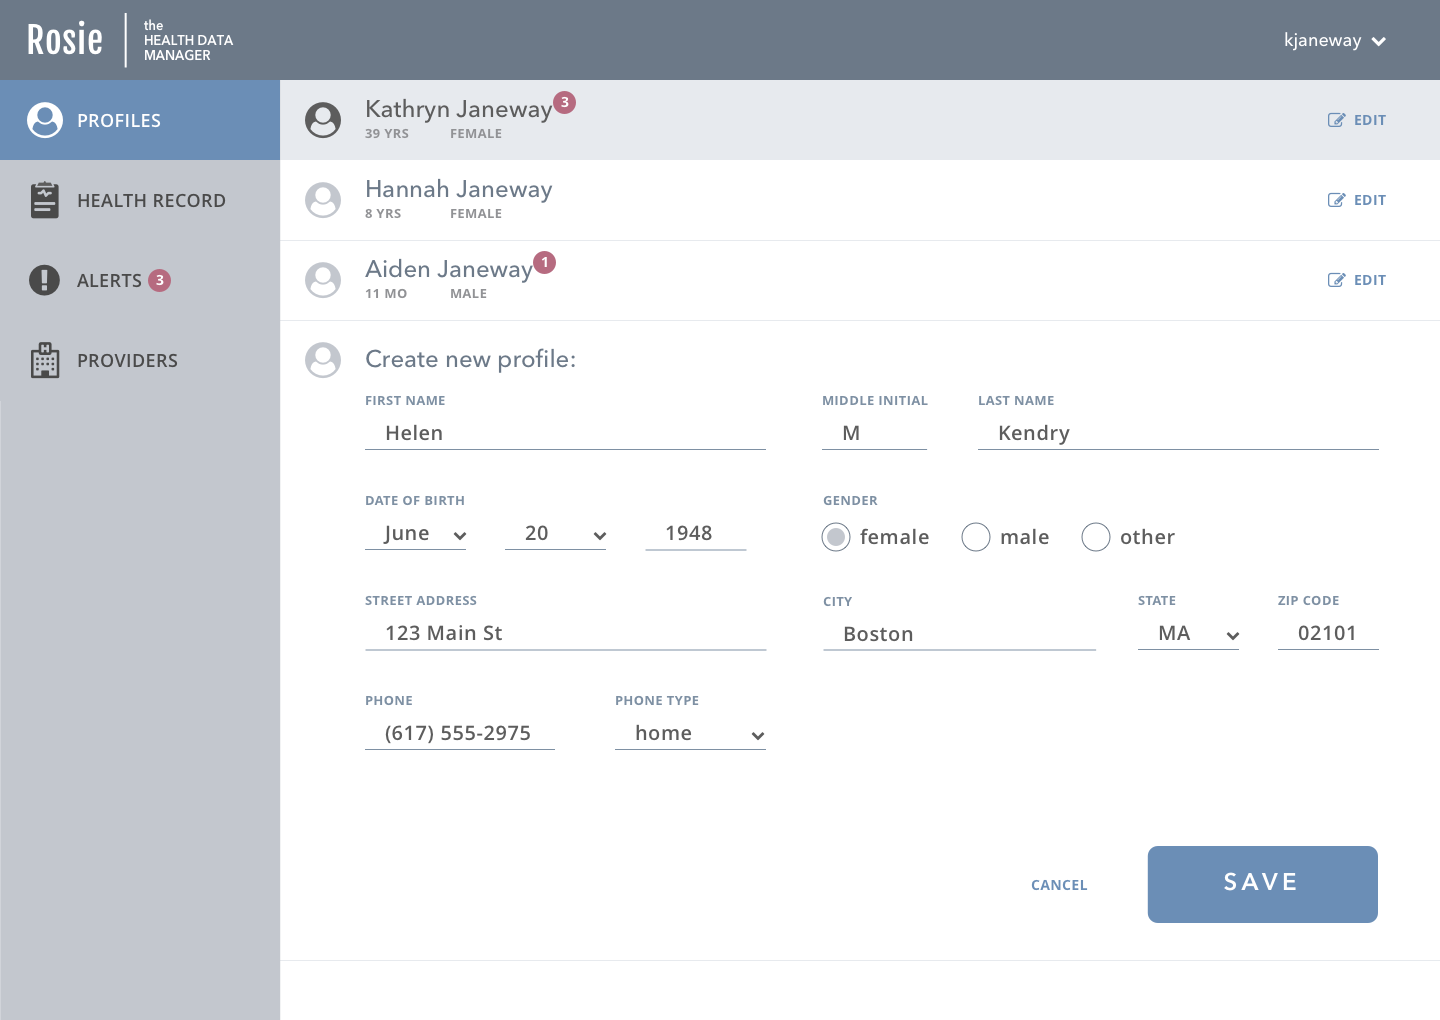 Rosie
the
HEALTH DATA
MANAGER
kjaneway
PROFILES
HEALTH RECORD
ALERTS 3
PROVIDERS
Kathryn Janeway 3
39 YRS FEMALE
EDIT
Hannah Janeway
8 YRS FEMALE
EDIT
Aiden Janeway 1
11 MO MALE
EDIT
Create new profile:
FIRST NAME MIDDLE INITIAL LAST NAME
Helen M Kendry
DATE OF BIRTH GENDER
June 20 1948 female male other
STREET ADDRESS CITY STATE ZIP CODE
123 Main St Boston MA 02101
PHONE PHONE TYPE
(617) 555-2975 home
CANCEL SAVE